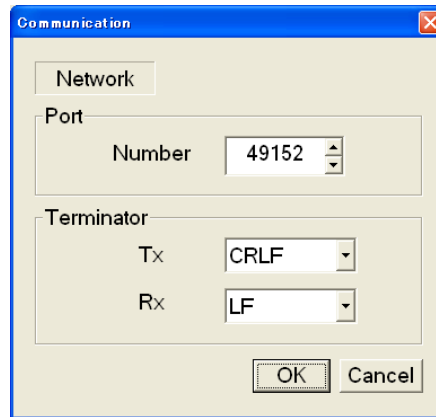 Communication
Network
Port
Number 49152
Terminator
Tx CRLF
Rx LF
OK Cancel